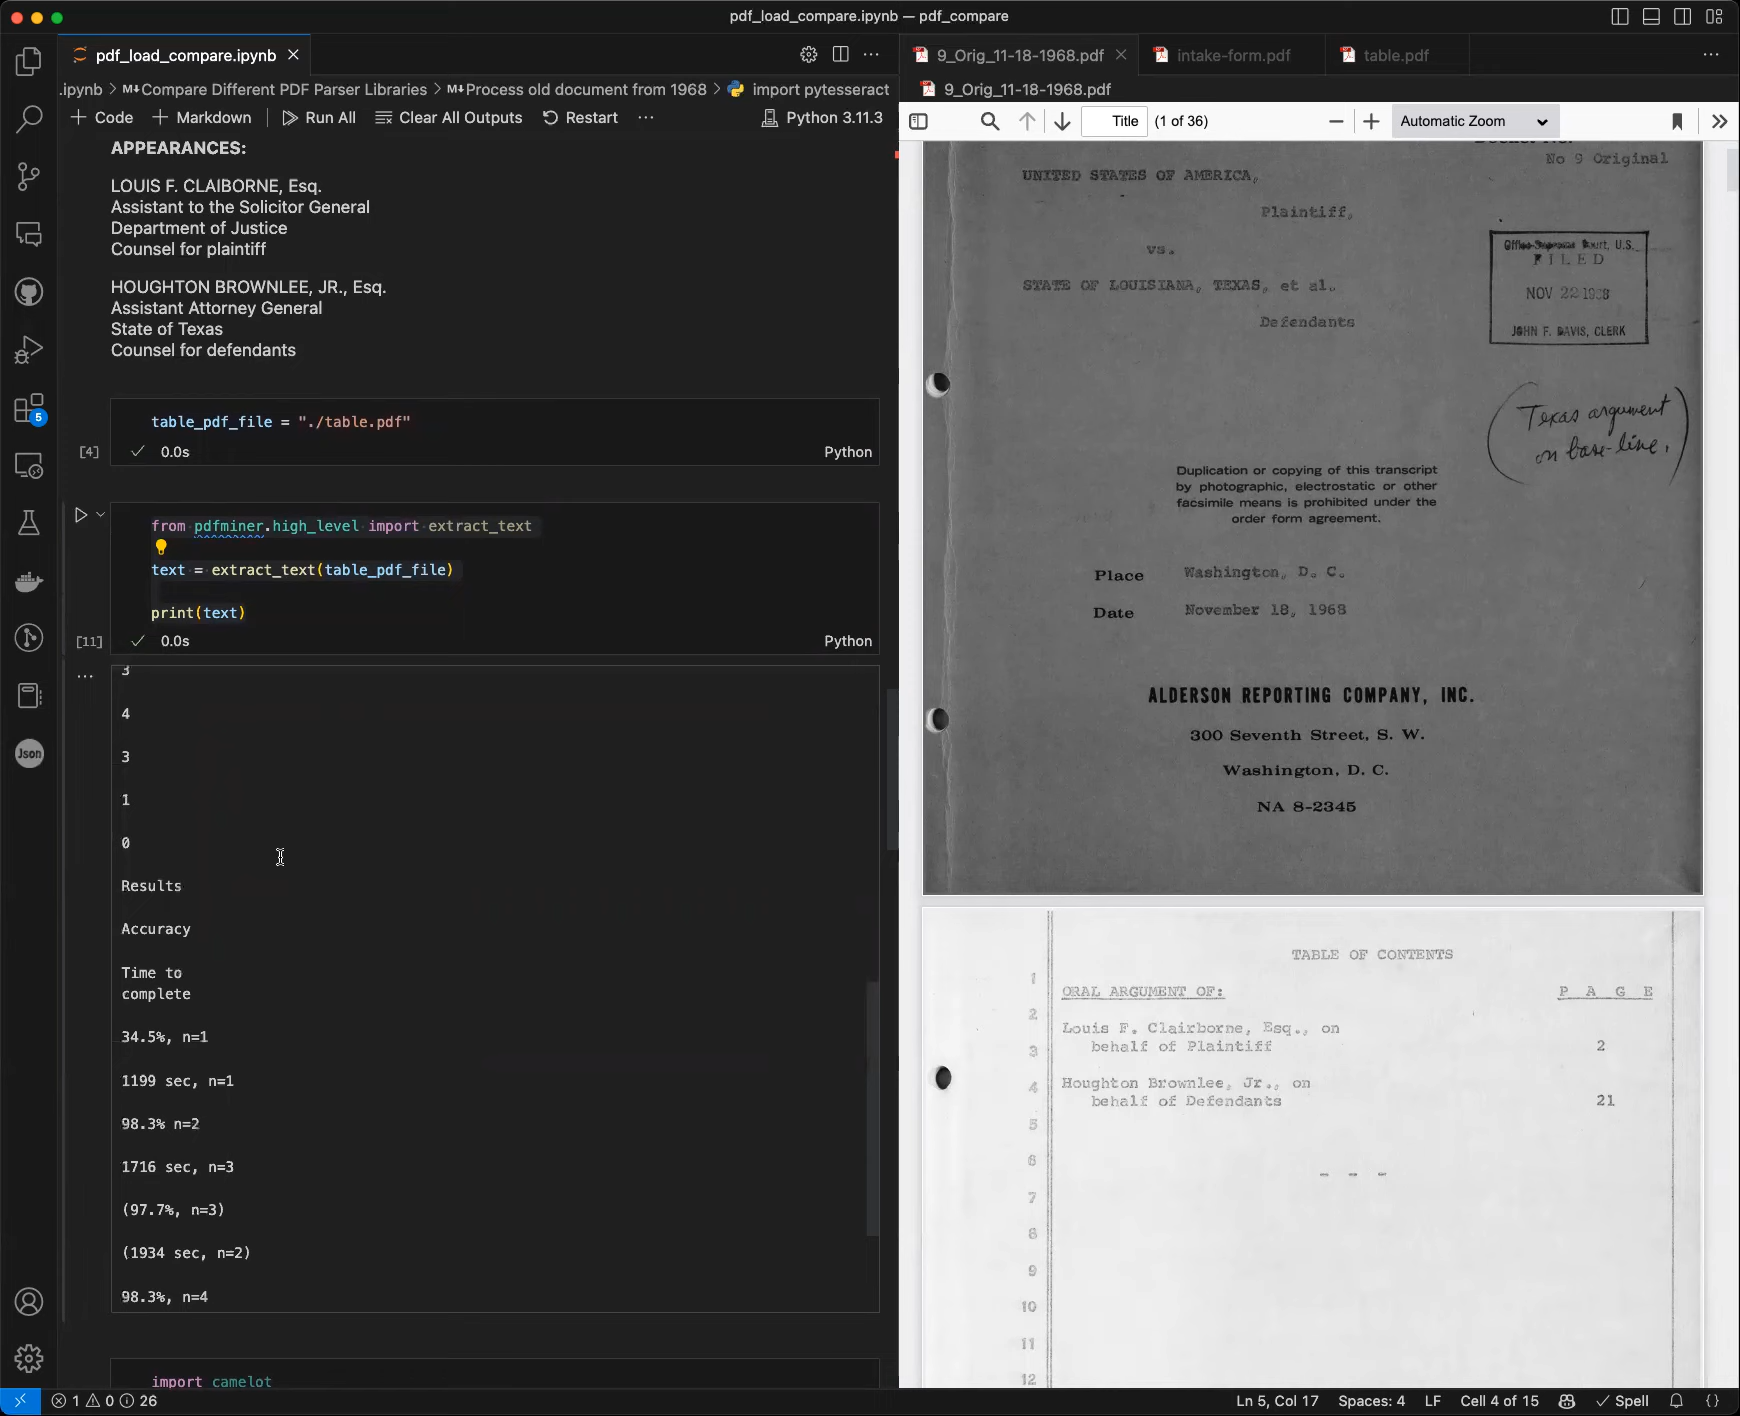 pdf_load_compare.ipynb — pdf_compare
pdf_load_compare.ipynb
.ipynb > M↓Compare Different PDF Parser Libraries > M↓Process old document from 1968 > import pytesseract
+ Code + Markdown Run All Clear All Outputs Restart ... Python 3.11.3
APPEARANCES:
LOUIS F. CLAIBORNE, Esq.
Assistant to the Solicitor General
Department of Justice
Counsel for plaintiff
HOUGHTON BROWNLEE, JR., Esq.
Assistant Attorney General
State of Texas
Counsel for defendants
table_pdf_file = "./table.pdf"
[4] 0.0s Python
from pdfminer.high_level import extract_text
text = extract_text(table_pdf_file)
print(text)
[11] 0.0s Python
...
3
4
3
1
0
Results
Accuracy
Time to
complete
34.5%, n=1
1199 sec, n=1
98.3% n=2
1716 sec, n=3
(97.7%, n=3)
(1934 sec, n=2)
98.3%, n=4
import camelot
5
Json
9_Orig_11-18-1968.pdf intake-form.pdf table.pdf ...
9_Orig_11-18-1968.pdf
Title (1 of 36) Automatic Zoom
No 9 Original
UNITED STATES OF AMERICA,
Plaintiff,
vs.
STATE OF LOUISIANA, TEXAS, et al.
Defendants
Court, U.S.
FILED
NOV 22 1968
JOHN F. DAVIS, CLERK
(Texas argument
on base-line.)
Duplication or copying of this transcript
by photographic, electrostatic or other
facsimile means is prohibited under the
order form agreement.
Place Washington, D. C.
Date November 18, 1968
ALDERSON REPORTING COMPANY, INC.
300 Seventh Street, S. W.
Washington, D. C.
NA 8-2345
TABLE OF CONTENTS
1
ORAL ARGUMENT OF: P A G E
2
Louis F. Clairborne, Esq., on
3 behalf of Plaintiff 2
4 Houghton Brownlee, Jr., on
behalf of Defendants 21
5
6
- - -
7
8
9
10
11
12
1 0 26 Ln 5, Col 17 Spaces: 4 LF Cell 4 of 15 Spell